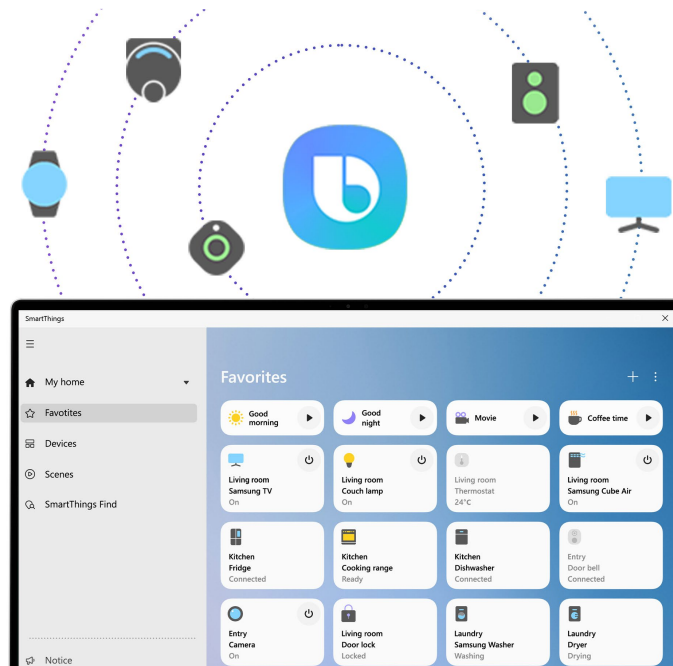 SmartThings
My home
Favotites
Devices
Scenes
SmartThings Find
Notice
Favorites
Good
morning
Good
night
Movie
Coffee time
Living room
Samsung TV
On
Living room
Couch lamp
On
Living room
Thermostat
24°C
Living room
Samsung Cube Air
On
Kitchen
Fridge
Connected
Kitchen
Cooking range
Ready
Kitchen
Dishwasher
Connected
Entry
Door bell
Connected
Entry
Camera
On
Living room
Door lock
Locked
Laundry
Samsung Washer
Washing
Laundry
Dryer
Drying